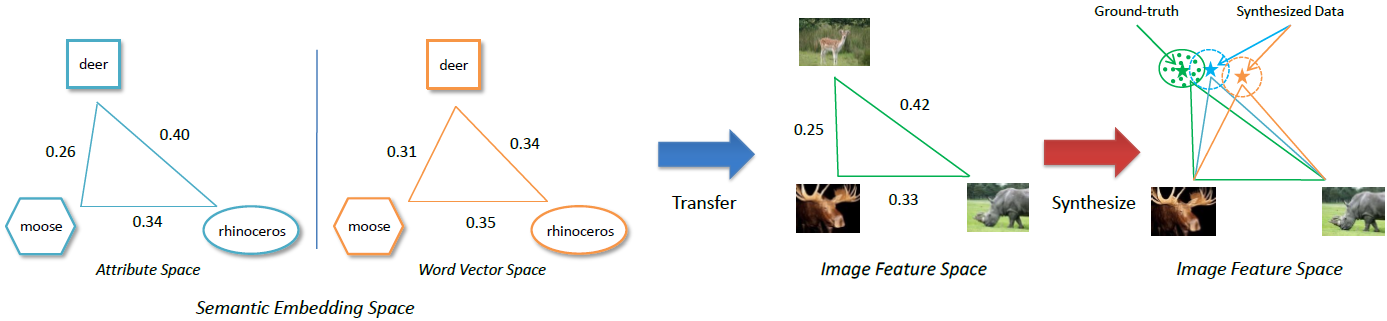 deer
0.26
0.40
moose
0.34
rhinoceros
Attribute Space
deer
0.31
0.34
moose
0.35
rhinoceros
Word Vector Space
Semantic Embedding Space
Transfer
0.25
0.42
0.33
Image Feature Space
Synthesize
Ground-truth
Synthesized Data
Image Feature Space